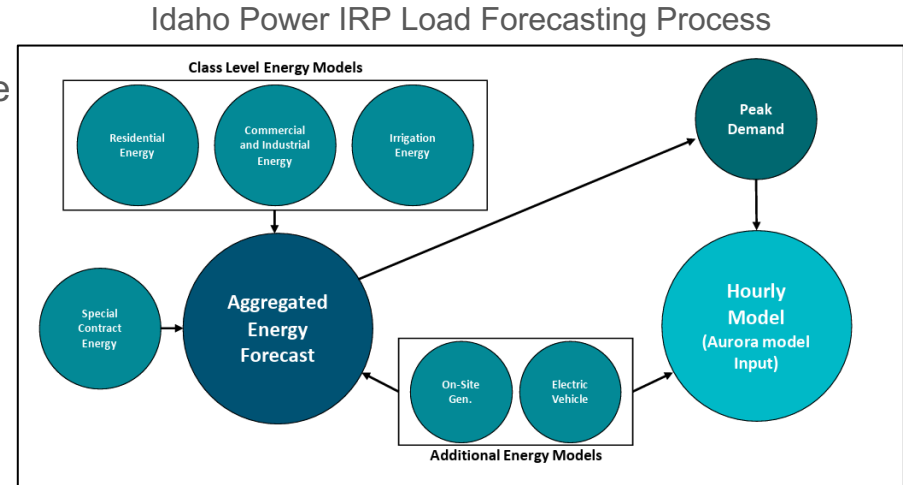 Idaho Power IRP Load Forecasting Process
e
Class Level Energy Models
Residential
Energy
Commercial
and Industrial
Energy
Irrigation
Energy
Peak
Demand
Special
Contract
Energy
Aggregated
Energy
Forecast
Hourly
Model
(Aurora model
Input)
On-Site
Gen.
Electric
Vehicle
Additional Energy Models